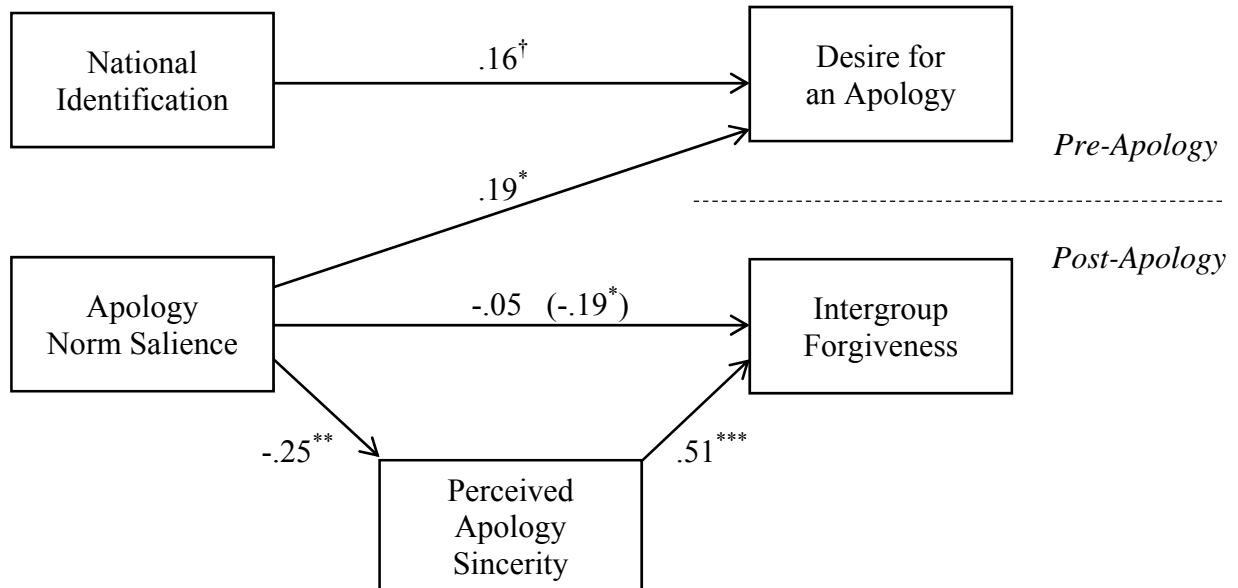 National
Identification
.16†
Desire for
an Apology
Pre-Apology
.19*
Post-Apology
Apology
Norm Salience
-.05 (-.19*)
Intergroup
Forgiveness
-.25**
.51***
Perceived
Apology
Sincerity